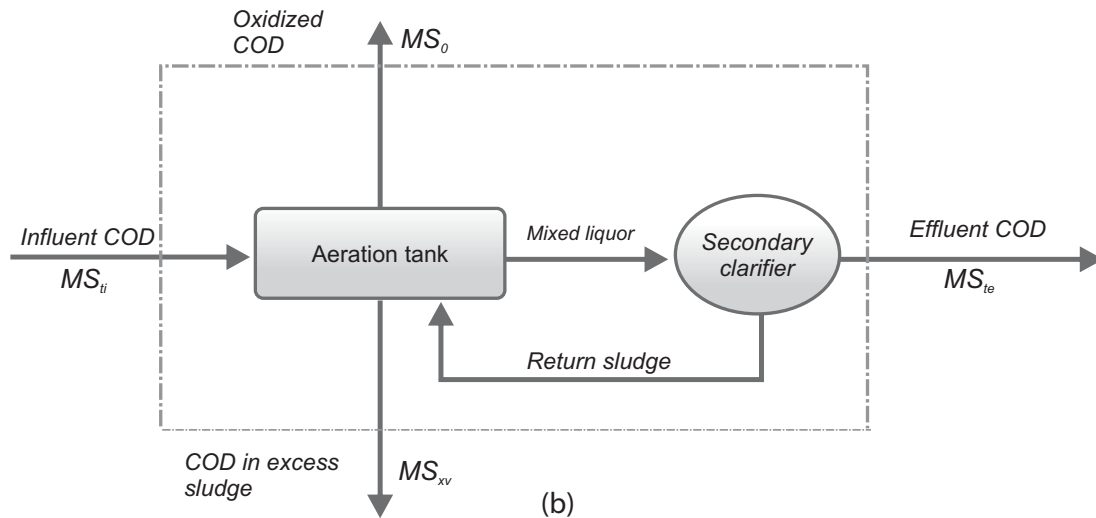 Oxidized
COD
MS₀
Influent COD
MSₜᵢ
Aeration tank
Mixed liquor
Secondary
clarifier
Effluent COD
MSₜₑ
Return sludge
COD in excess
sludge
MSₓᵥ
(b)